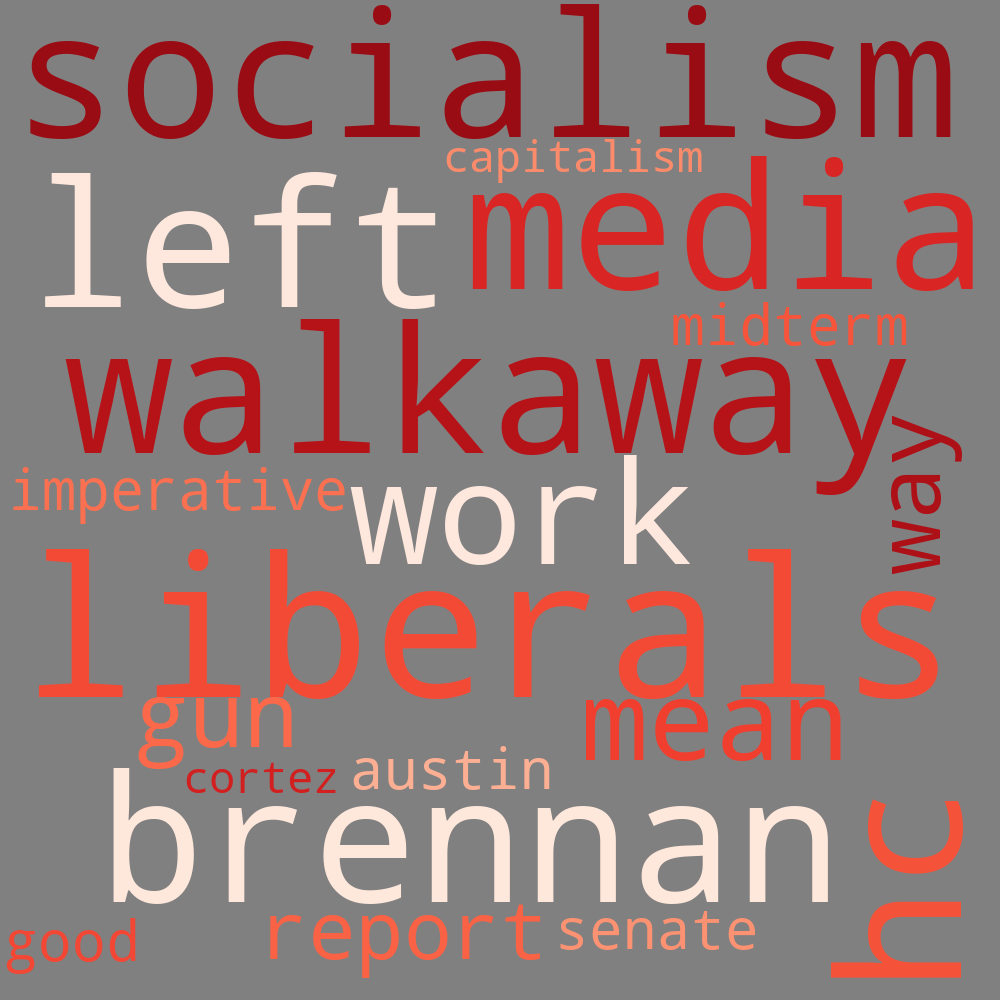 socialism
capitalism
left media
midterm
walkaway
way
imperative work
liberals
gun mean
cortez austin
brennan
hc
good report senate